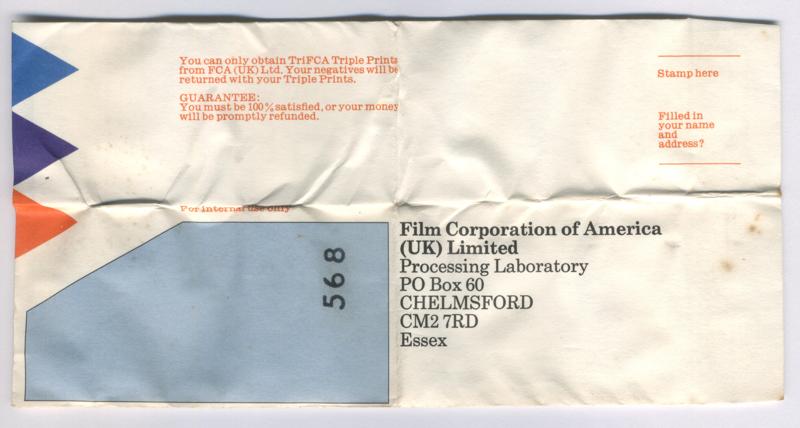 You can only obtain TriFCA Triple Prints
from FCA (UK) Ltd. Your negatives will be
returned with your Triple Prints.
GUARANTEE:
You must be 100% satisfied, or your money
will be promptly refunded.
Stamp here
Filled in
your name
and
address?
For internal use only
568
Film Corporation of America
(UK) Limited
Processing Laboratory
PO Box 60
CHELMSFORD
CM2 7RD
Essex